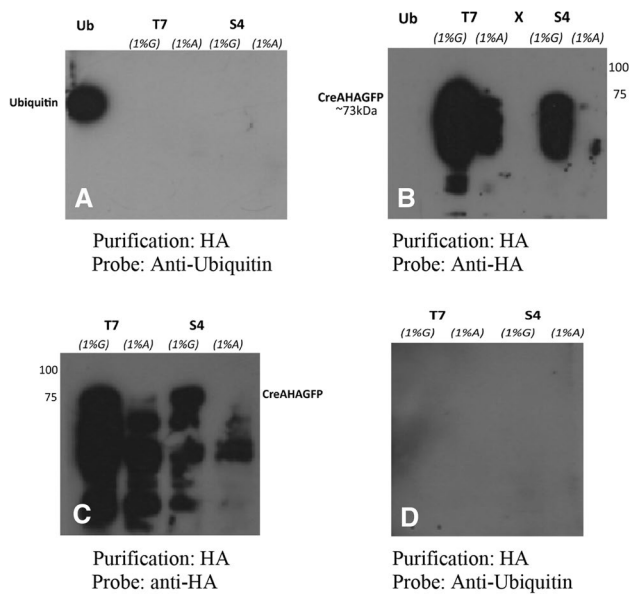 Ub T7 S4
(1%G) (1%A) (1%G) (1%A)
Ubiquitin
A
Purification: HA
Probe: Anti-Ubiquitin
Ub T7 X S4
(1%G) (1%A) (1%G) (1%A)
100
75
CreAHAGFP
~73kDa
B
Purification: HA
Probe: Anti-HA
T7 S4
(1%G) (1%A) (1%G) (1%A)
100
75
CreAHAGFP
C
Purification: HA
Probe: anti-HA
T7 S4
(1%G) (1%A) (1%G) (1%A)
D
Purification: HA
Probe: Anti-Ubiquitin